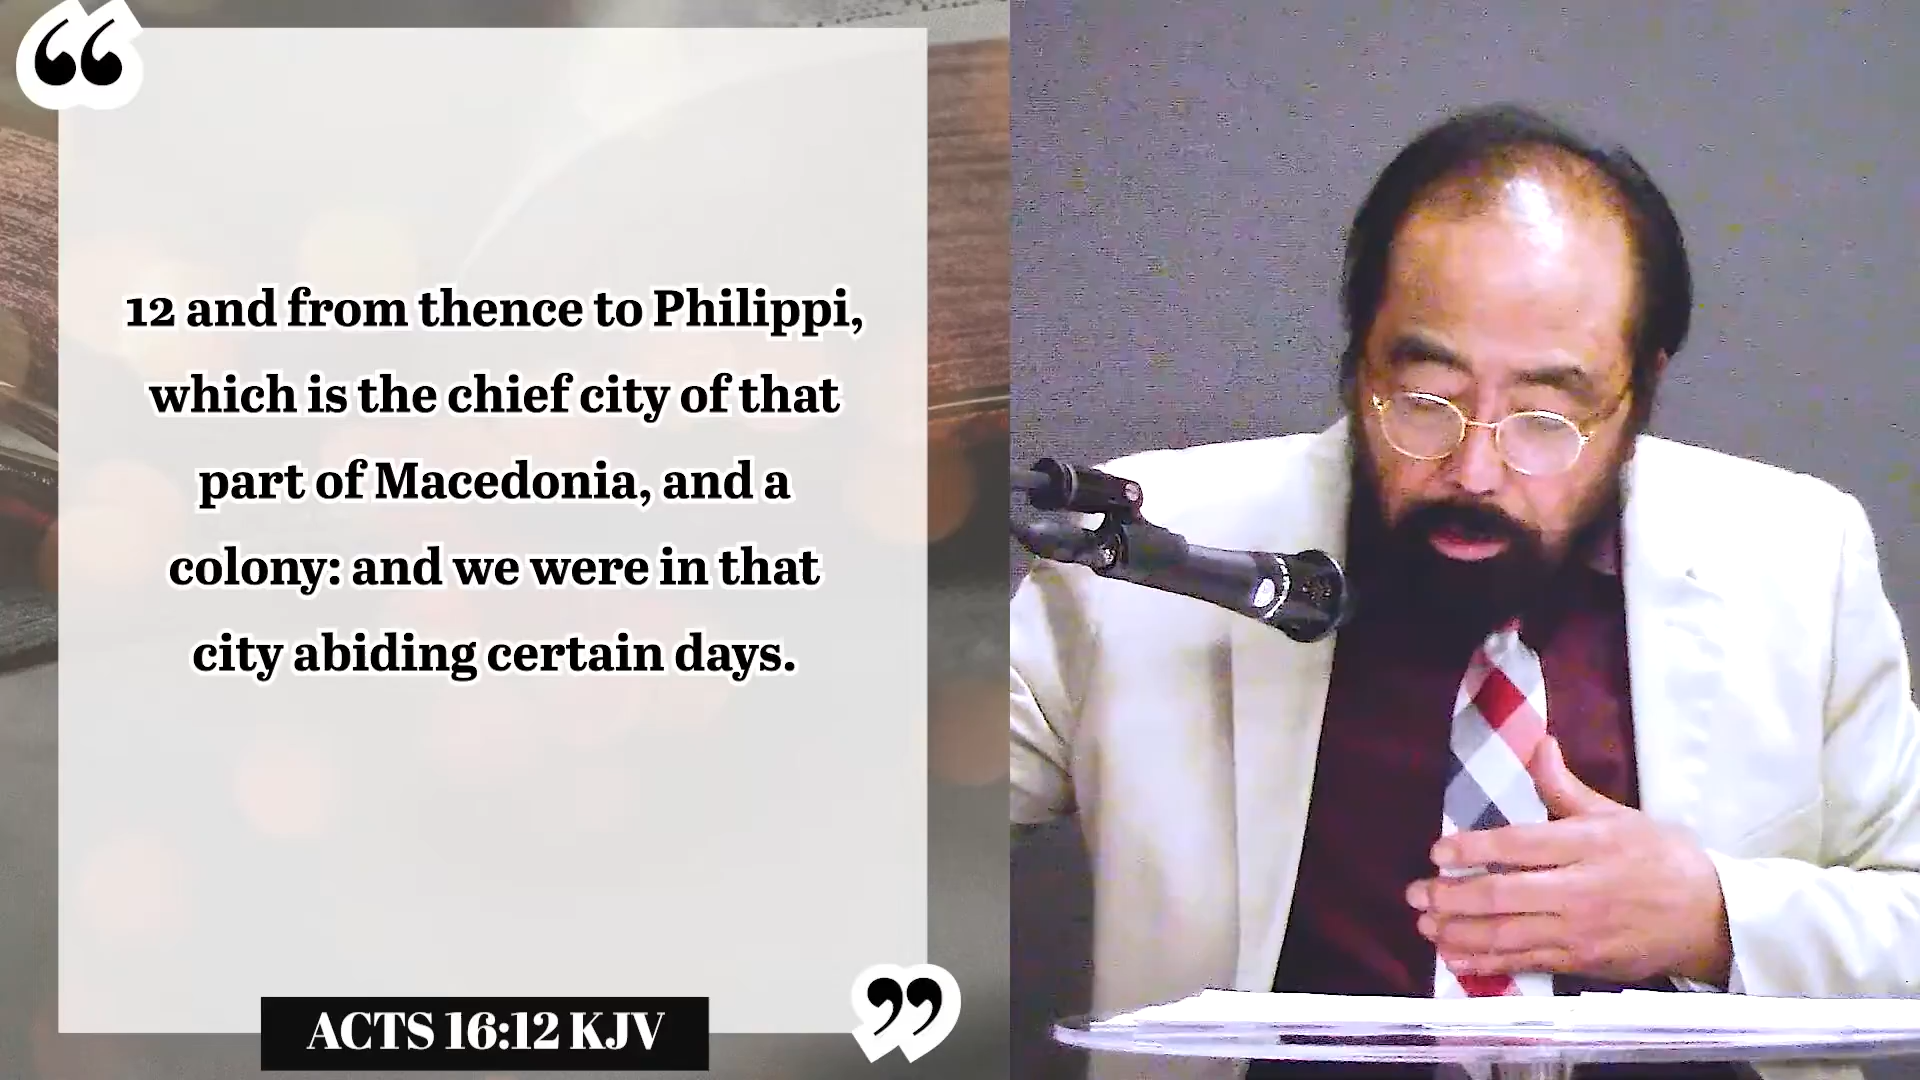 ❝
12 and from thence to Philippi,
which is the chief city of that
part of Macedonia, and a
colony: and we were in that
city abiding certain days.
❞
ACTS 16:12 KJV